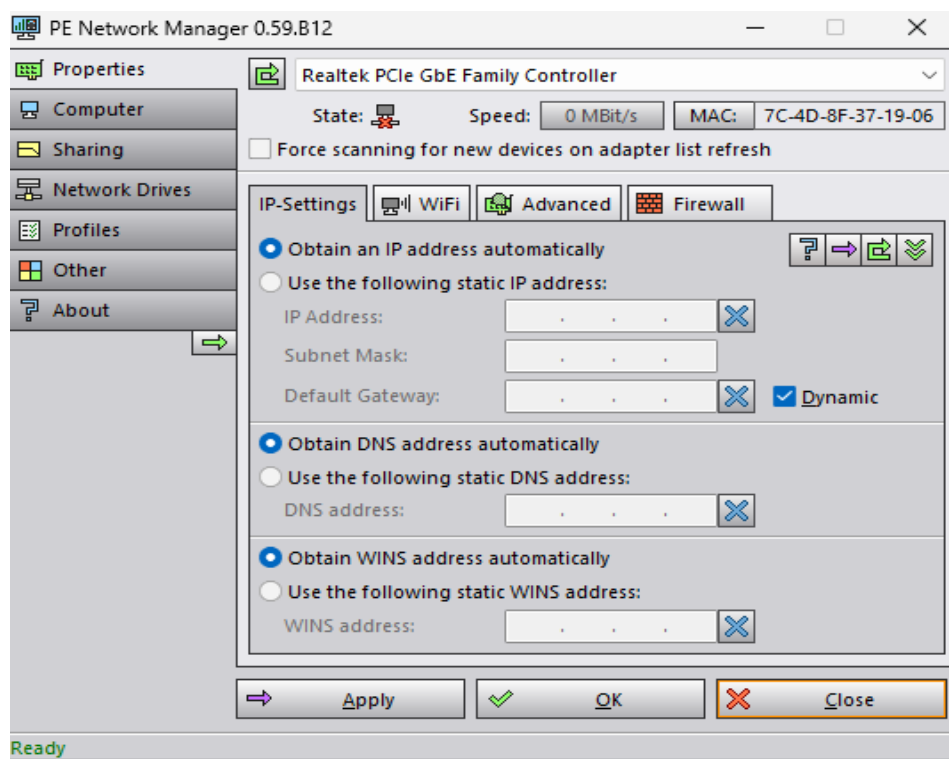 PE Network Manager 0.59.B12
Properties
Computer
Sharing
Network Drives
Profiles
Other
About
Realtek PCIe GbE Family Controller
State: Speed: 0 MBit/s MAC: 7C-4D-8F-37-19-06
Force scanning for new devices on adapter list refresh
IP-Settings WiFi Advanced Firewall
Obtain an IP address automatically
Use the following static IP address:
IP Address: . . .
Subnet Mask: . . .
Default Gateway: . . . Dynamic
Obtain DNS address automatically
Use the following static DNS address:
DNS address: . . .
Obtain WINS address automatically
Use the following static WINS address:
WINS address: . . .
Apply OK Close
Ready